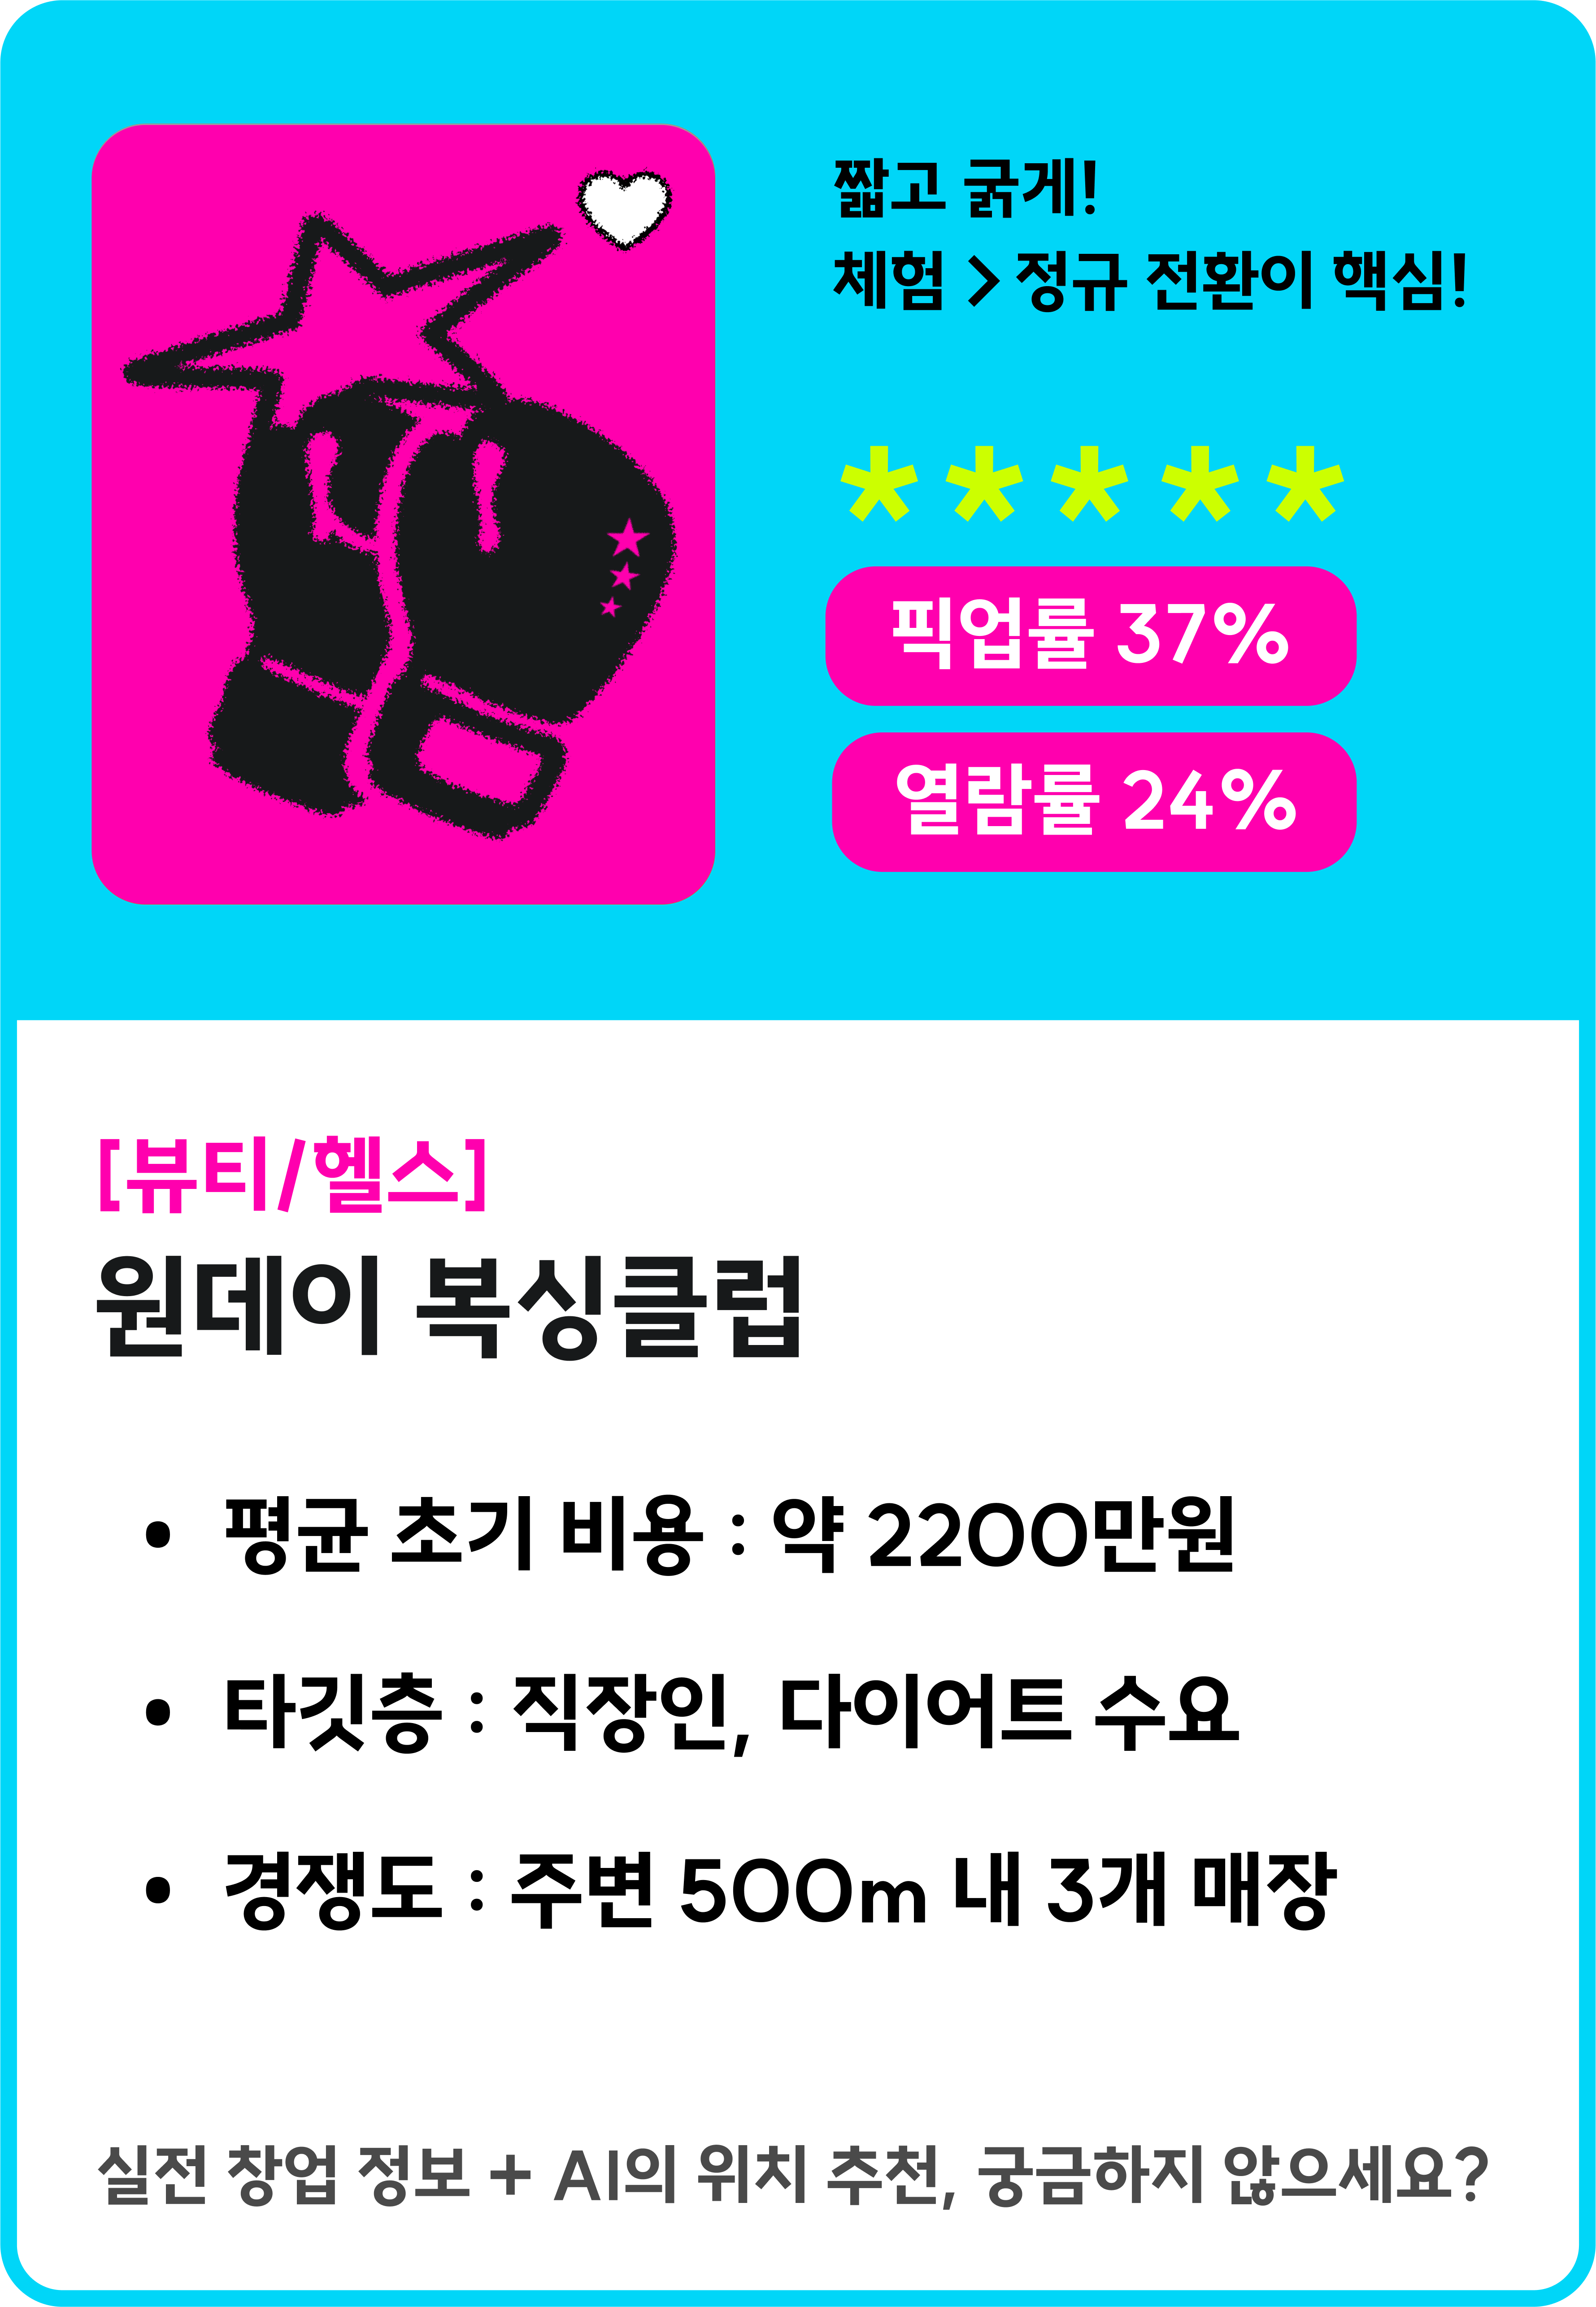 짧고 굵게!
체험 > 정규 전환이 핵심!
* * * * *
픽업률 37%
열람률 24%
[뷰티/헬스]
원데이 복싱클럽
• 평균 초기 비용 : 약 2200만원
• 타깃층 : 직장인, 다이어트 수요
• 경쟁도 : 주변 500m 내 3개 매장
실전 창업 정보 + AI의 위치 추천, 궁금하지 않으세요?